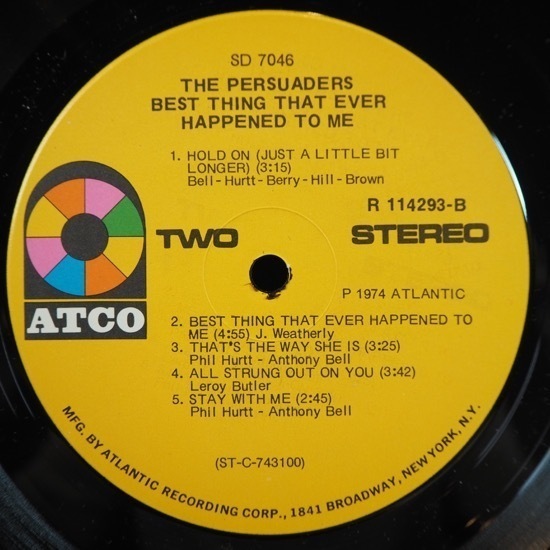 SD 7046
THE PERSUADERS
BEST THING THAT EVER
HAPPENED TO ME
1. HOLD ON (JUST A LITTLE BIT
LONGER) (3:15)
Bell-Hurtt-Berry-Hill-Brown
R 114293-B
TWO
STEREO
ATCO
P 1974 ATLANTIC
2. BEST THING THAT EVER HAPPENED TO
ME (4:55) J. Weatherly
3. THAT'S THE WAY SHE IS (3:25)
Phil Hurtt - Anthony Bell
4. ALL STRUNG OUT ON YOU (3:42)
Leroy Butler
5. STAY WITH ME (2:45)
Phil Hurtt - Anthony Bell
(ST-C-743100)
MFG. BY ATLANTIC RECORDING CORP., 1841 BROADWAY, NEW YORK, N.Y.